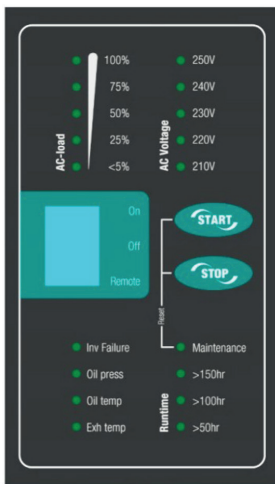 100%
75%
50%
25%
<5%
AC-load
250V
240V
230V
220V
210V
AC Voltage
On
Off
Remote
START
STOP
Reset
Inv Failure
Oil press
Oil temp
Exh temp
Maintenance
>150hr
>100hr
>50hr
Runtime